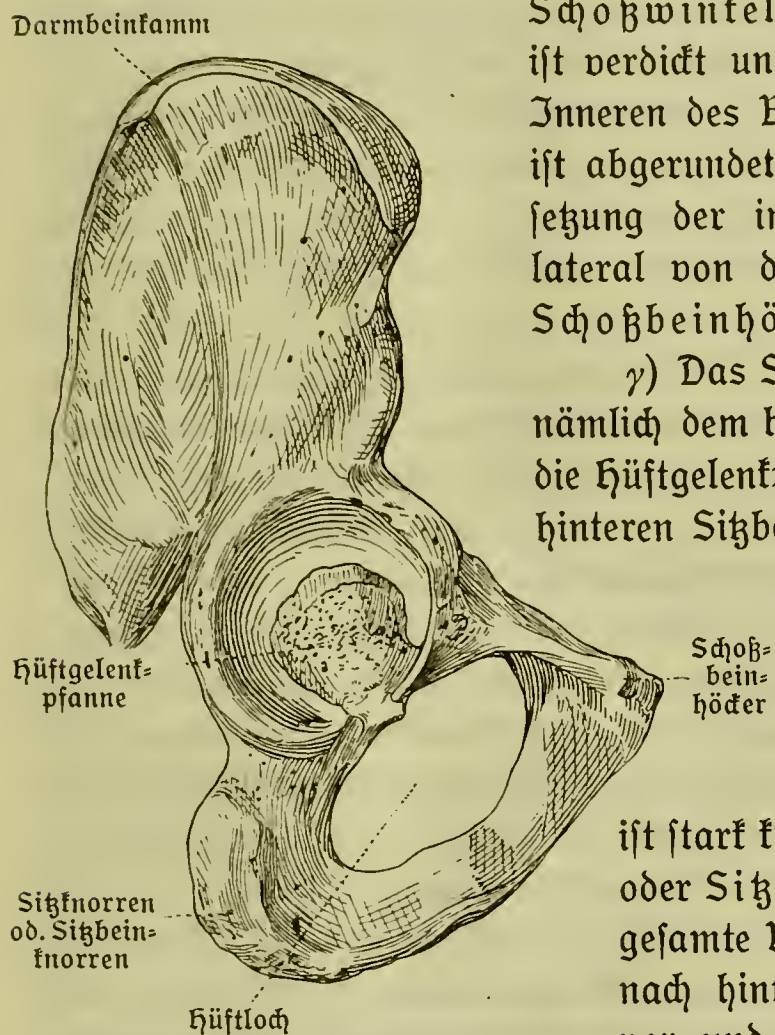 Darmbeinkamm
Schoßwinkel
ist verdickt un
Inneren des
ist abgerundet
setzung der in
lateral von d
Schoßbeinhö
γ) Das S
nämlich dem h
die Hüftgelenk
hinteren Sitzbe
Hüftgelenk=
pfanne
Schoß=
bein=
höcker
ist stark k
oder Sitz
gesamte
nach hint
Sitzknorren
od. Sitzbein=
knorren
Hüftloch